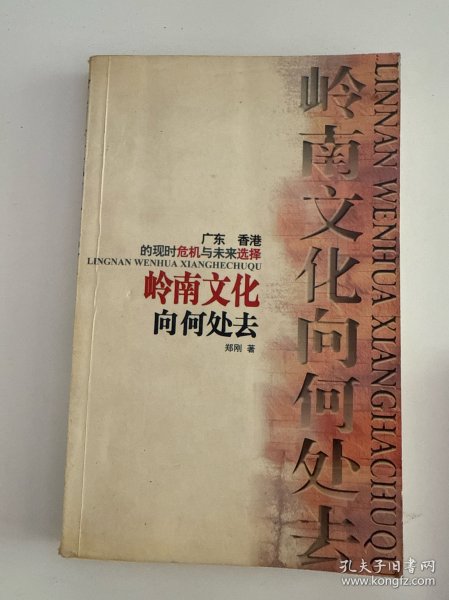 广东 香港
的现时危机与未来选择
LINGNAN WENHUA XIANGHECHUQU
岭南文化
向何处去
郑刚 著
岭南文化向何处去
LINNAN WENHUA XIANGHACHUQU
孔夫子旧书网
www.kongfz.com